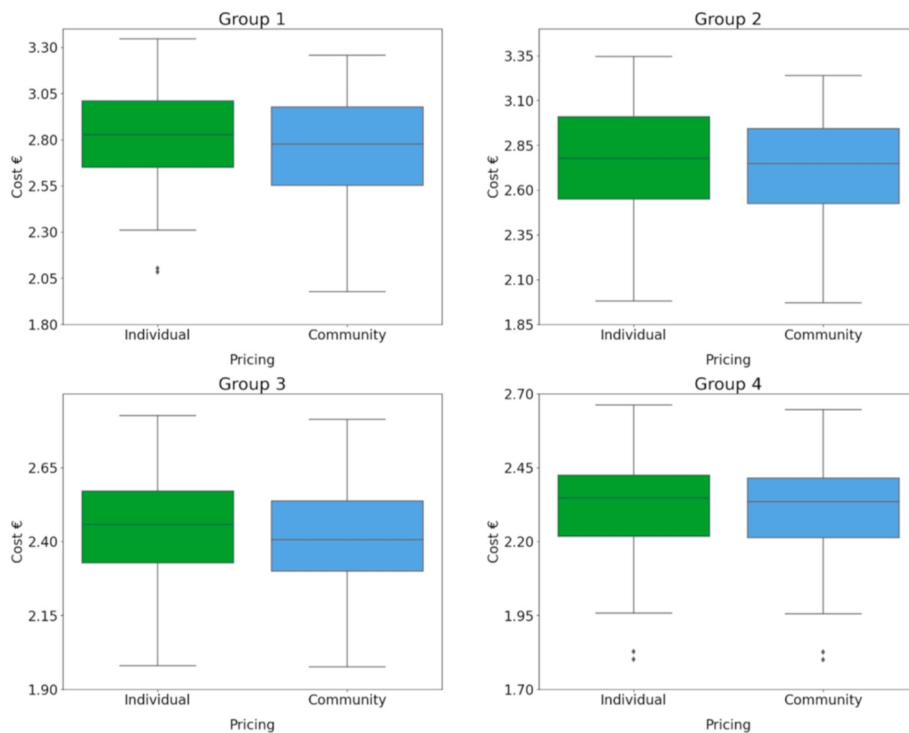 Group 1
Cost €
3.30
3.05
2.80
2.55
2.30
2.05
1.80
Individual
Community
Pricing
Group 2
Cost €
3.35
3.10
2.85
2.60
2.35
2.10
1.85
Individual
Community
Pricing
Group 3
Cost €
2.65
2.40
2.15
1.90
Individual
Community
Pricing
Group 4
Cost €
2.70
2.45
2.20
1.95
1.70
Individual
Community
Pricing